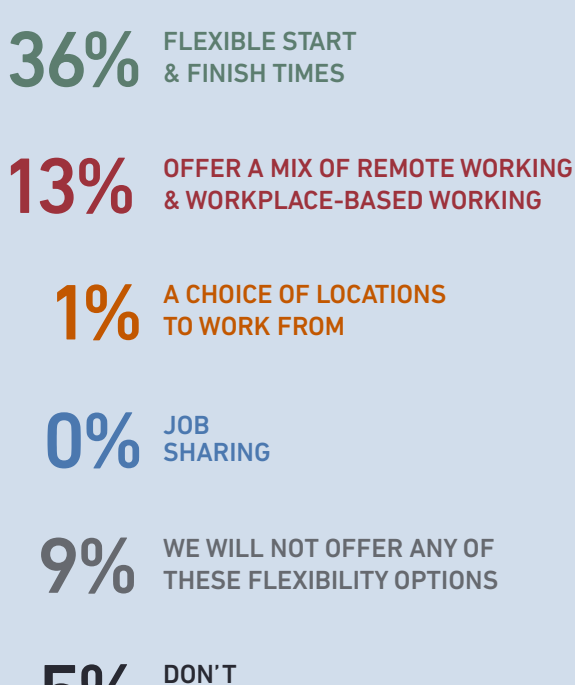 36% FLEXIBLE START
& FINISH TIMES
13% OFFER A MIX OF REMOTE WORKING
& WORKPLACE-BASED WORKING
1% A CHOICE OF LOCATIONS
TO WORK FROM
0% JOB
SHARING
9% WE WILL NOT OFFER ANY OF
THESE FLEXIBILITY OPTIONS
5% DON'T